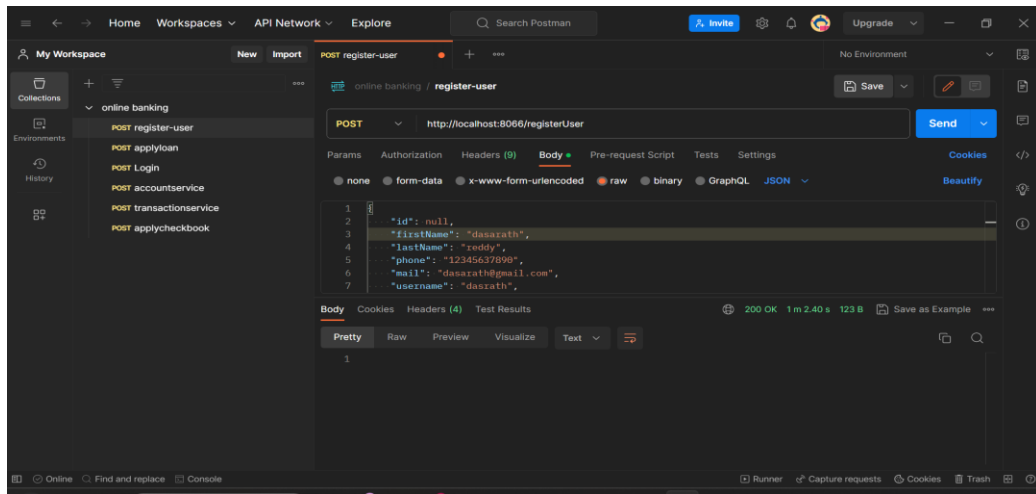 Home Workspaces API Network Explore Search Postman Invite Upgrade
My Workspace New Import POST register-user No Environment
Collections
online banking
POST register-user
POST applyloan
POST Login
POST accountservice
POST transactionservice
POST applycheckbook
Environments
History
HTTP online banking / register-user Save
POST http://localhost:8066/registerUser Send
Params Authorization Headers (9) Body Pre-request Script Tests Settings Cookies
none form-data x-www-form-urlencoded raw binary GraphQL JSON Beautify
1 {
2 "id": null,
3 "firstName": "dasarath",
4 "lastName": "reddy",
5 "phone": "12345637890",
6 "mail": "dasarath@gmail.com",
7 "username": "dasrath",
Body Cookies Headers (4) Test Results 200 OK 1 m 2.40 s 123 B Save as Example
Pretty Raw Preview Visualize Text
1
Online Find and replace Console Runner Capture requests Cookies Trash